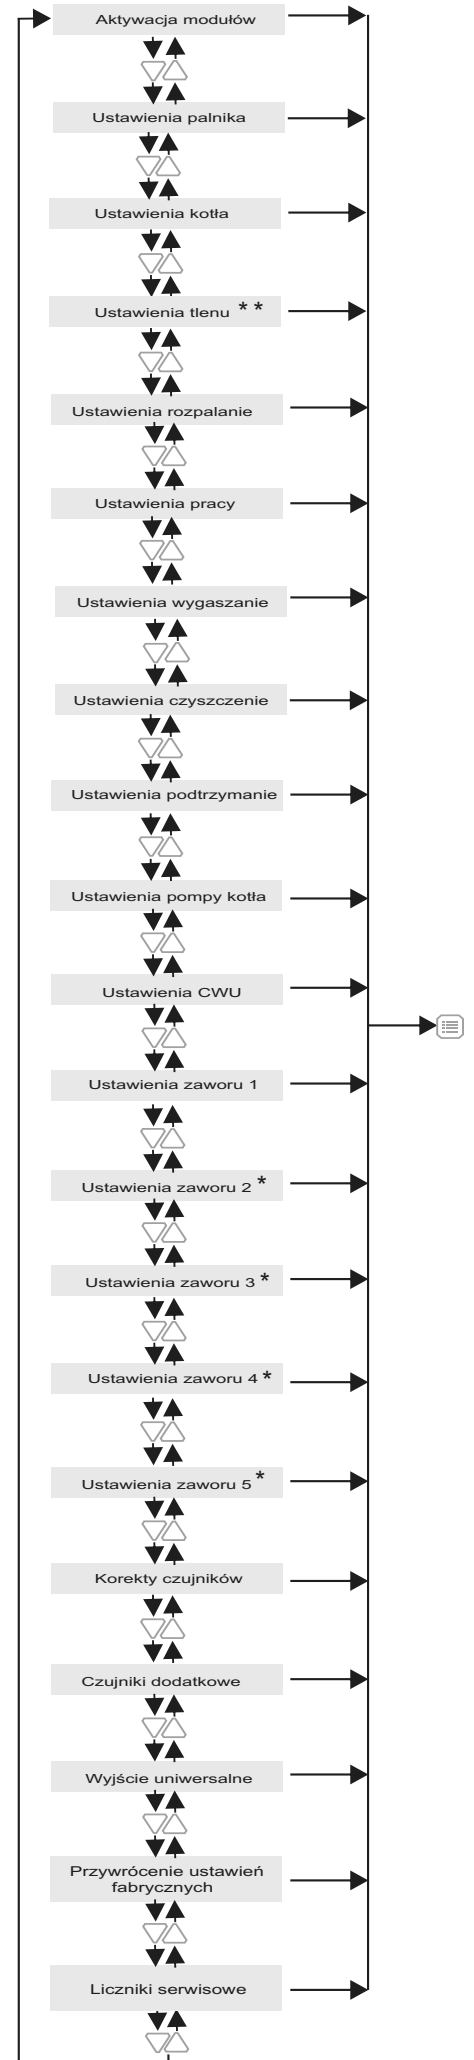 Aktywacja modułów
Ustawienia palnika
Ustawienia kotła
Ustawienia tlenu * *
Ustawienia rozpalanie
Ustawienia pracy
Ustawienia wygaszanie
Ustawienia czyszczenie
Ustawienia podtrzymanie
Ustawienia pompy kotła
Ustawienia CWU
Ustawienia zaworu 1
Ustawienia zaworu 2 *
Ustawienia zaworu 3 *
Ustawienia zaworu 4 *
Ustawienia zaworu 5 *
Korekty czujników
Czujniki dodatkowe
Wyjście uniwersalne
Przywrócenie ustawień
fabrycznych
Liczniki serwisowe